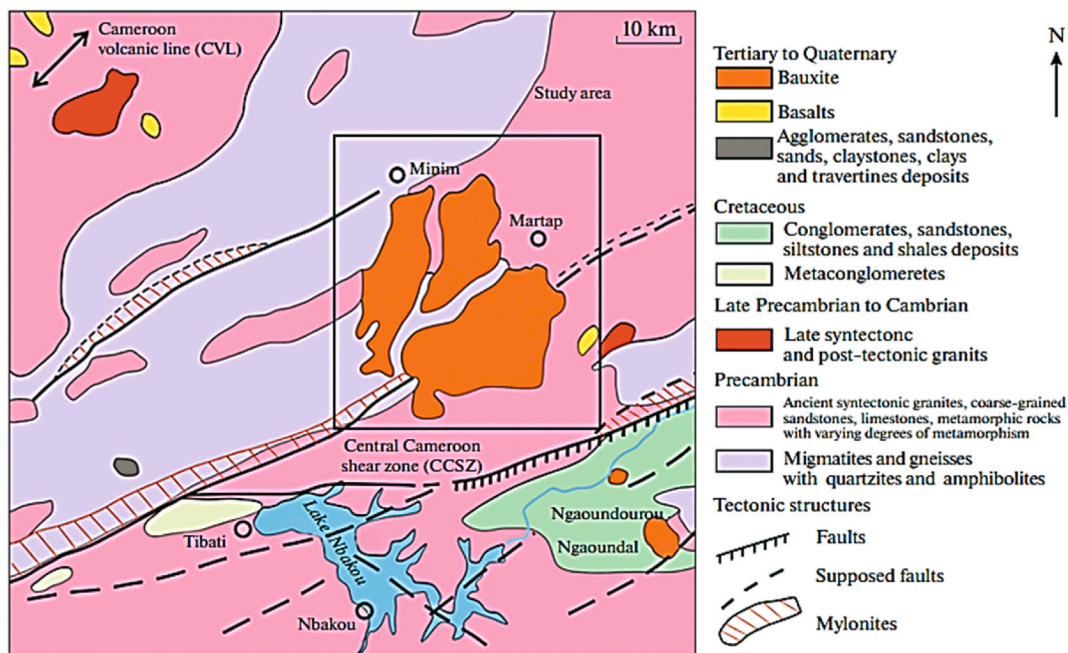 Cameroon
volcanic line (CVL)
10 km
Study area
Minim
Martap
Central Cameroon
shear zone (CCSZ)
Ngaoundourou
Ngaoundal
Tibati
Lake Nbakou
Nbakou
N
Tertiary to Quaternary
Bauxite
Basalts
Agglomerates, sandstones,
sands, claystones, clays
and travertines deposits
Cretaceous
Conglomerates, sandstones,
siltstones and shales deposits
Metaconglomeretes
Late Precambrian to Cambrian
Late syntectonc
and post-tectonic granits
Precambrian
Ancient syntectonic granites, coarse-grained
sandstones, limestones, metamorphic rocks
with varying degrees of metamorphism
Migmatites and gneisses
with quartzites and amphibolites
Tectonic structures
Faults
Supposed faults
Mylonites